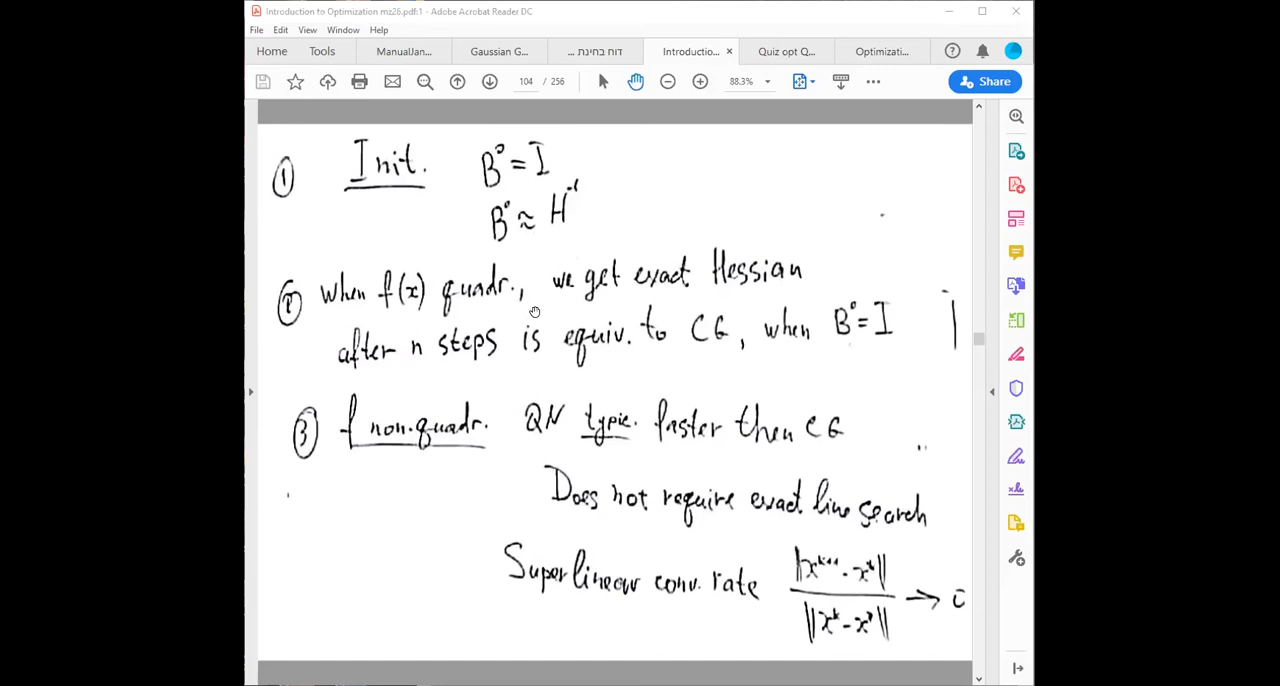 Introduction to Optimization mz26.pdf:1 - Adobe Acrobat Reader DC
File Edit View Window Help
Home Tools ManualJan... Gaussian G... דוח בחינת ... Introductio... × Quiz opt Q... Optimizati...
104 / 256 88.3% Share
① Init. B⁰ = I
B⁰ ≈ H⁻¹
② when f(x) quadr., we get exact Hessian
after n steps is equiv. to CG, when B⁰ = I
③ f non.quadr. QN typic. faster then CG
Does not require exact line search
Superlinear conv. rate ‖xᵏ⁺¹ - x*‖ / ‖xᵏ - x*‖ → 0